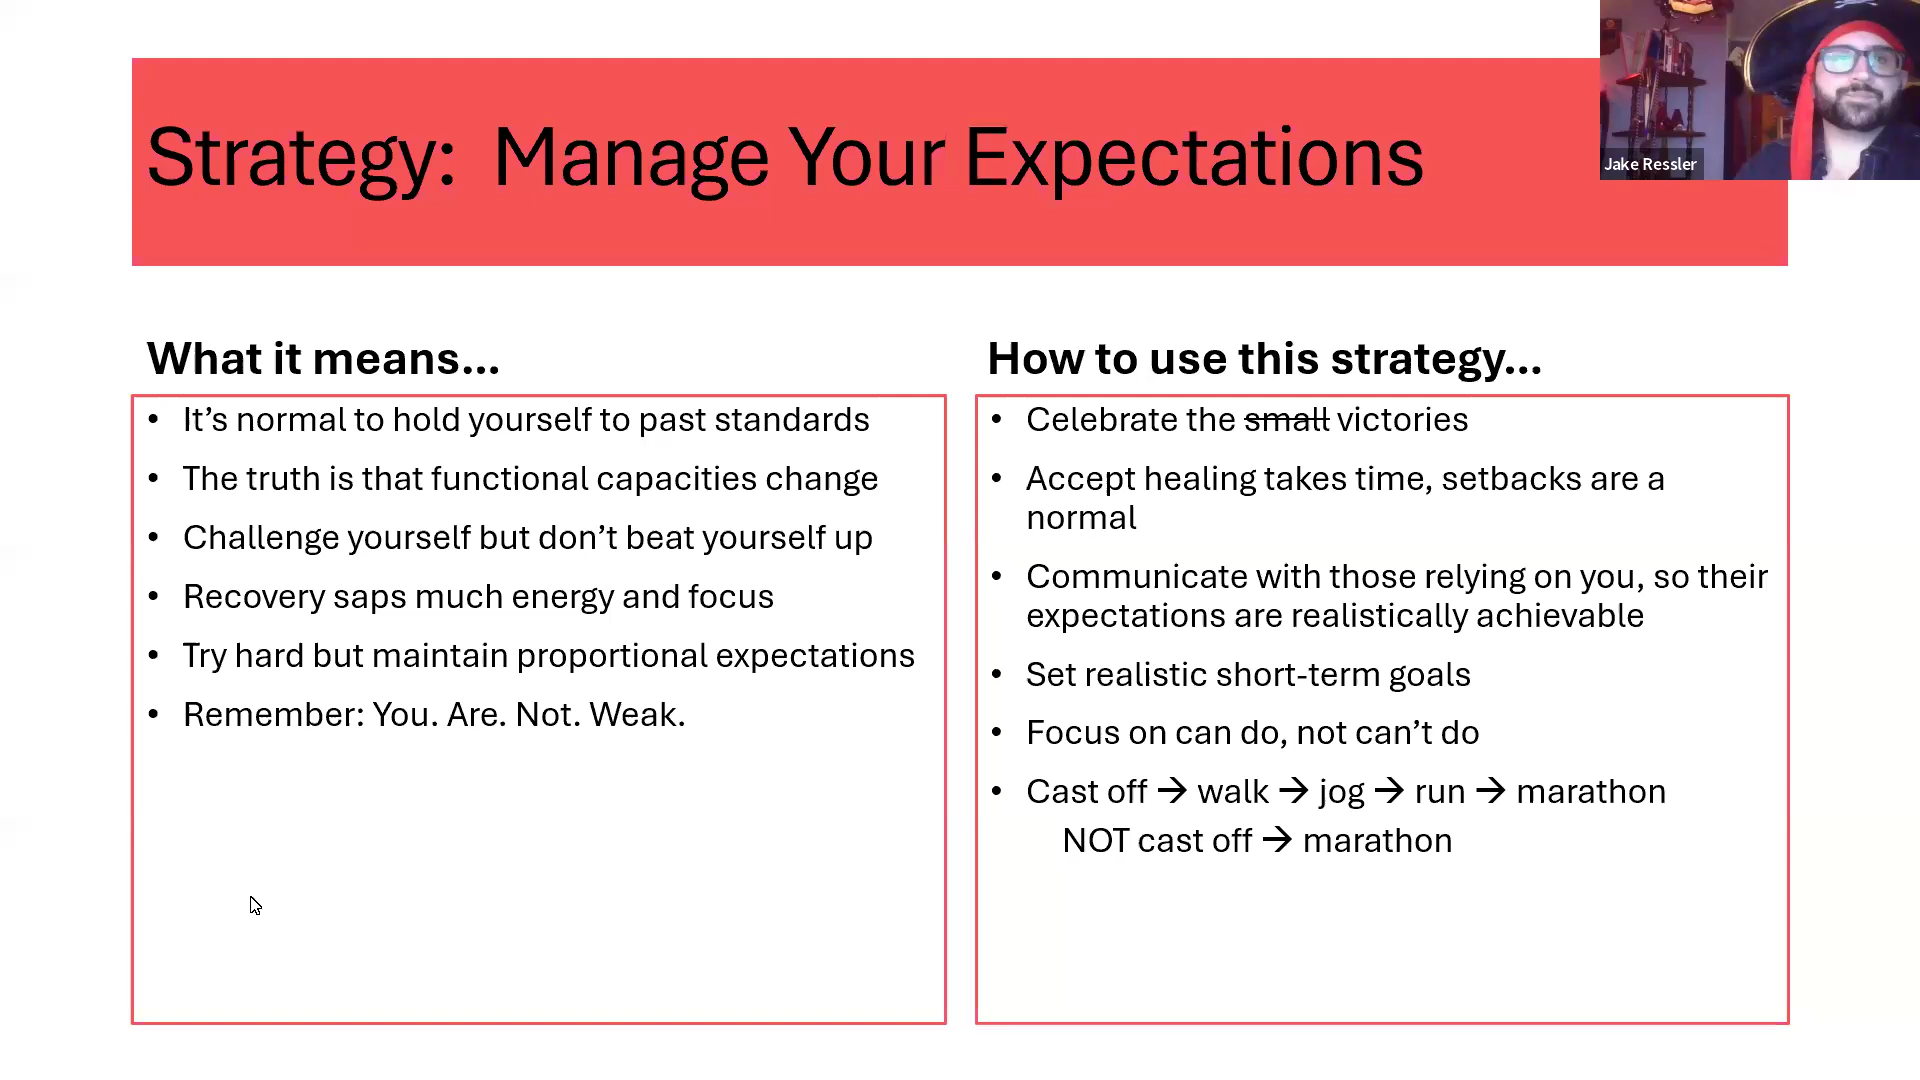 Strategy:  Manage Your Expectations
Jake Ressler
What it means...
• It’s normal to hold yourself to past standards
• The truth is that functional capacities change
• Challenge yourself but don’t beat yourself up
• Recovery saps much energy and focus
• Try hard but maintain proportional expectations
• Remember: You. Are. Not. Weak.
How to use this strategy...
• Celebrate the small victories
• Accept healing takes time, setbacks are a
normal
• Communicate with those relying on you, so their
expectations are realistically achievable
• Set realistic short-term goals
• Focus on can do, not can’t do
• Cast off → walk → jog → run → marathon
NOT cast off → marathon